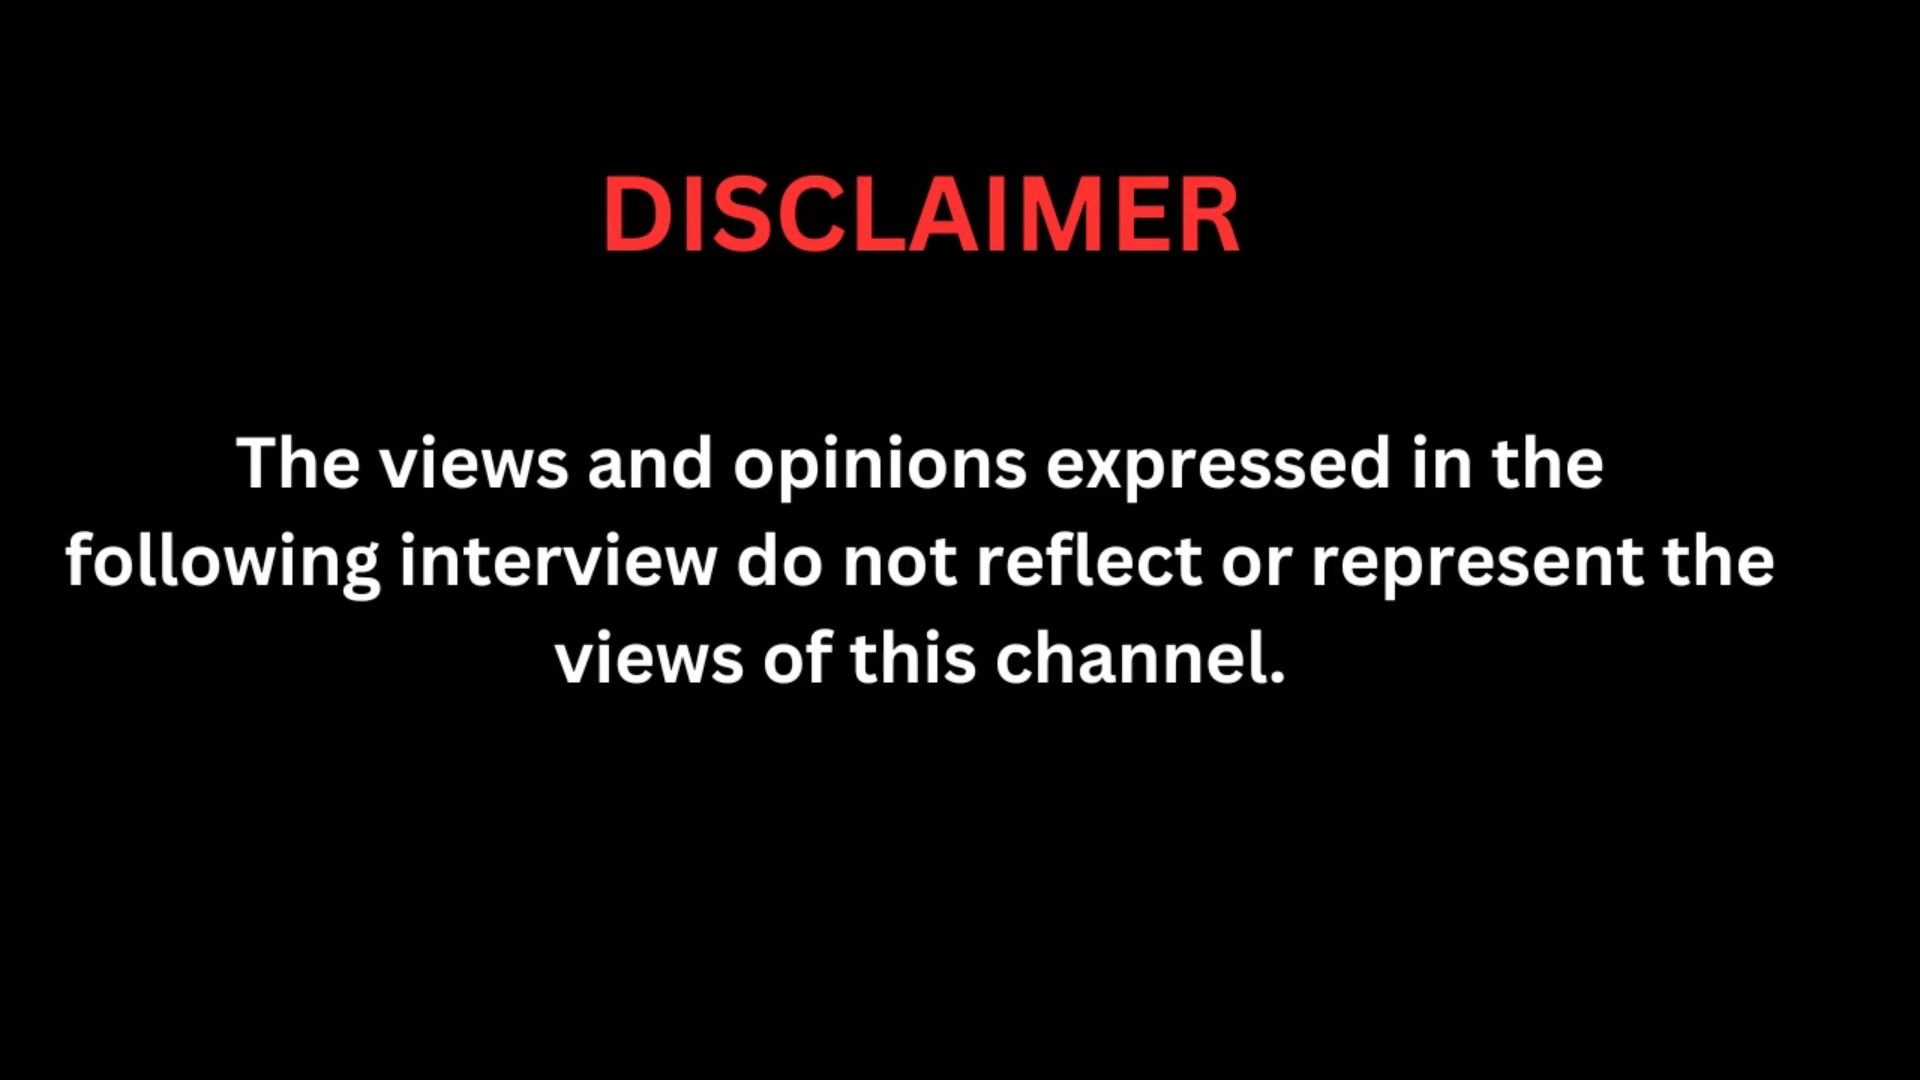 DISCLAIMER
The views and opinions expressed in the
following interview do not reflect or represent the
views of this channel.